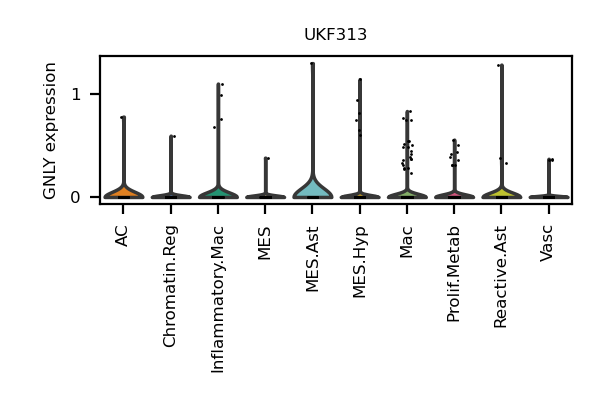 UKF313
GNLY expression
1
0
AC
Chromatin.Reg
Inflammatory.Mac
MES
MES.Ast
MES.Hyp
Mac
Prolif.Metab
Reactive.Ast
Vasc